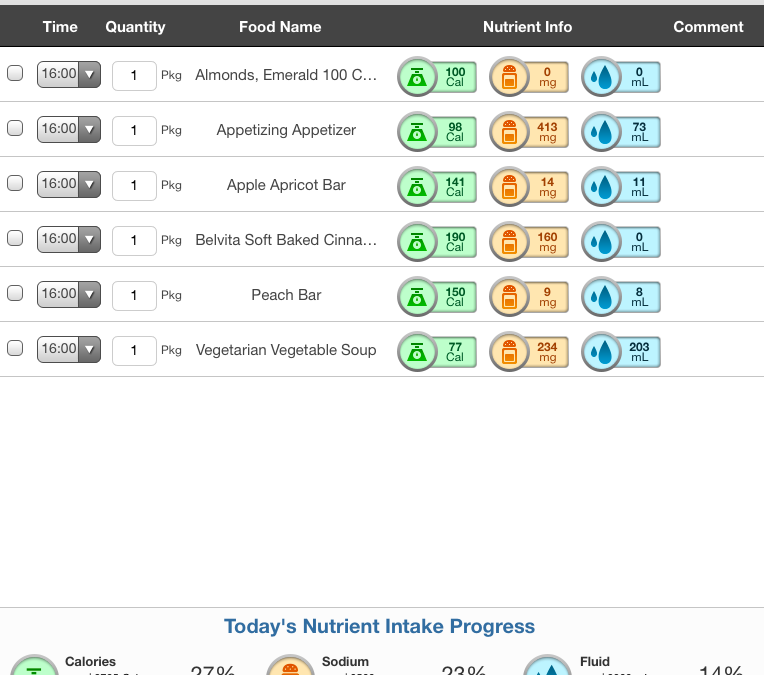 Time Quantity Food Name Nutrient Info Comment
16:00 1 Pkg Almonds, Emerald 100 C... 100 Cal 0 mg 0 mL
16:00 1 Pkg Appetizing Appetizer 98 Cal 413 mg 73 mL
16:00 1 Pkg Apple Apricot Bar 141 Cal 14 mg 11 mL
16:00 1 Pkg Belvita Soft Baked Cinna... 190 Cal 160 mg 0 mL
16:00 1 Pkg Peach Bar 150 Cal 9 mg 8 mL
16:00 1 Pkg Vegetarian Vegetable Soup 77 Cal 234 mg 203 mL
Today's Nutrient Intake Progress
Calories 27% Sodium 23% Fluid 14%